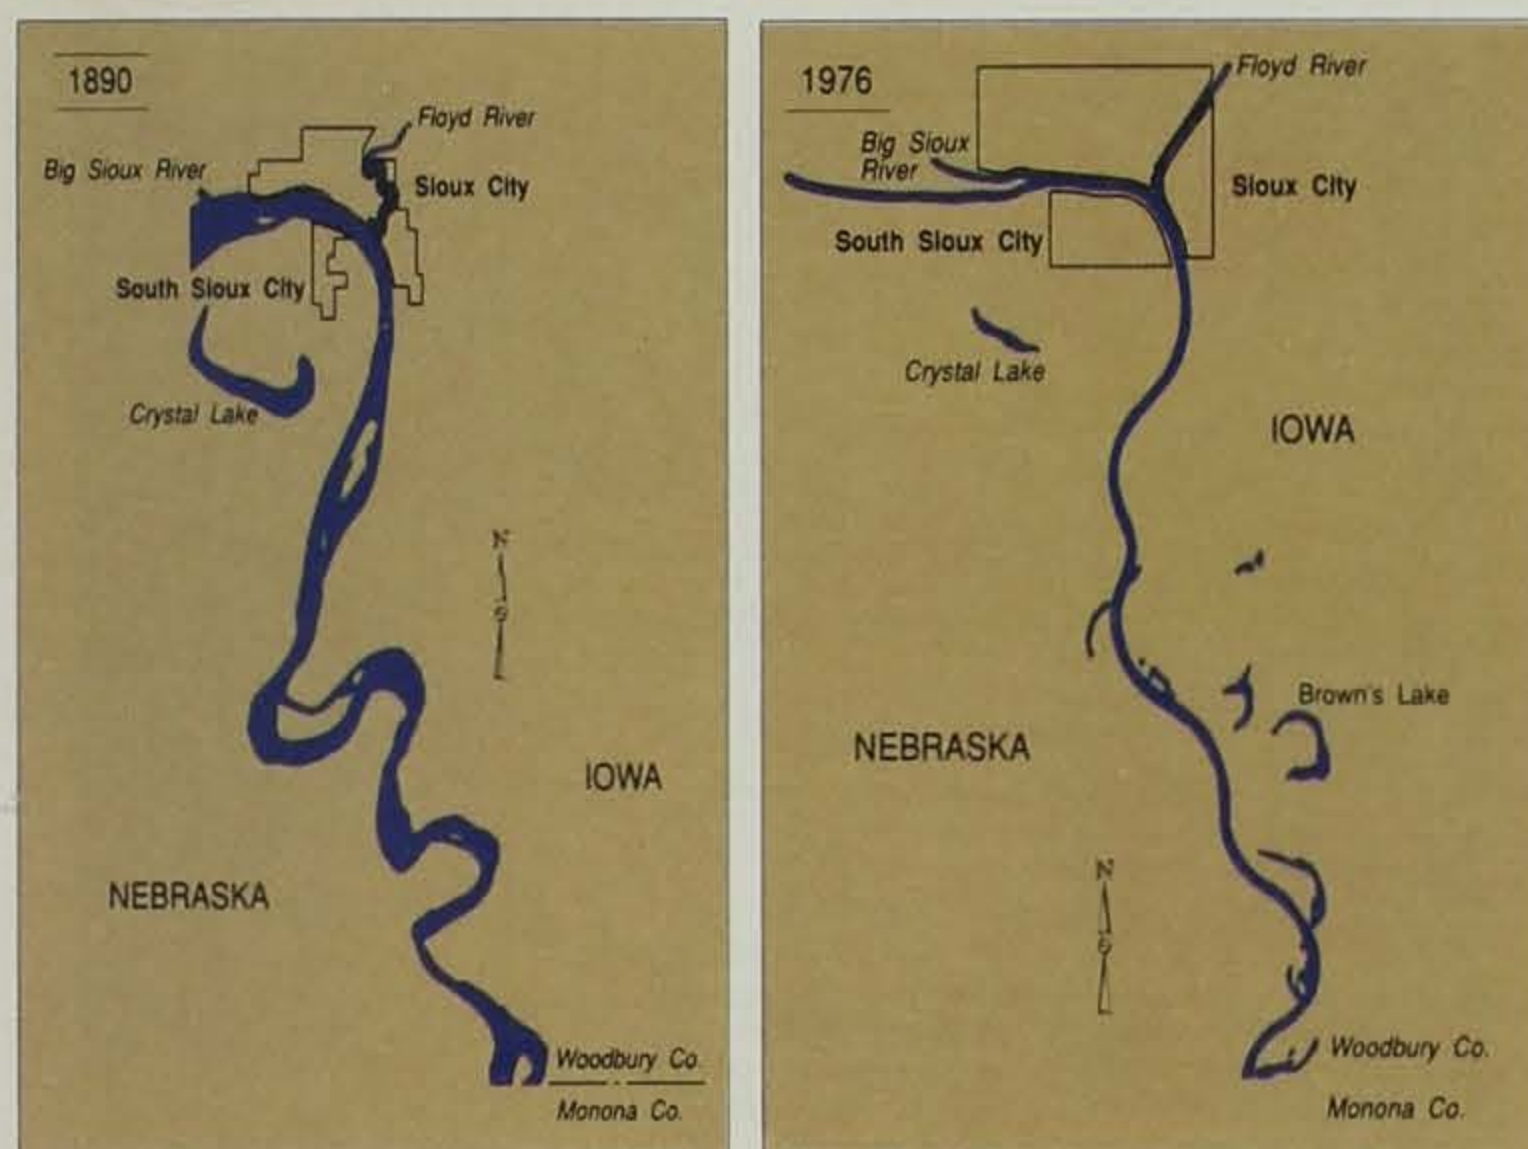 1890
Floyd River
Big Sioux River
Sioux City
South Sioux City
Crystal Lake
N
IOWA
NEBRASKA
Woodbury Co.
Monona Co.
1976
Floyd River
Big Sioux
River
Sioux City
South Sioux City
Crystal Lake
IOWA
Brown's Lake
NEBRASKA
N
Woodbury Co.
Monona Co.